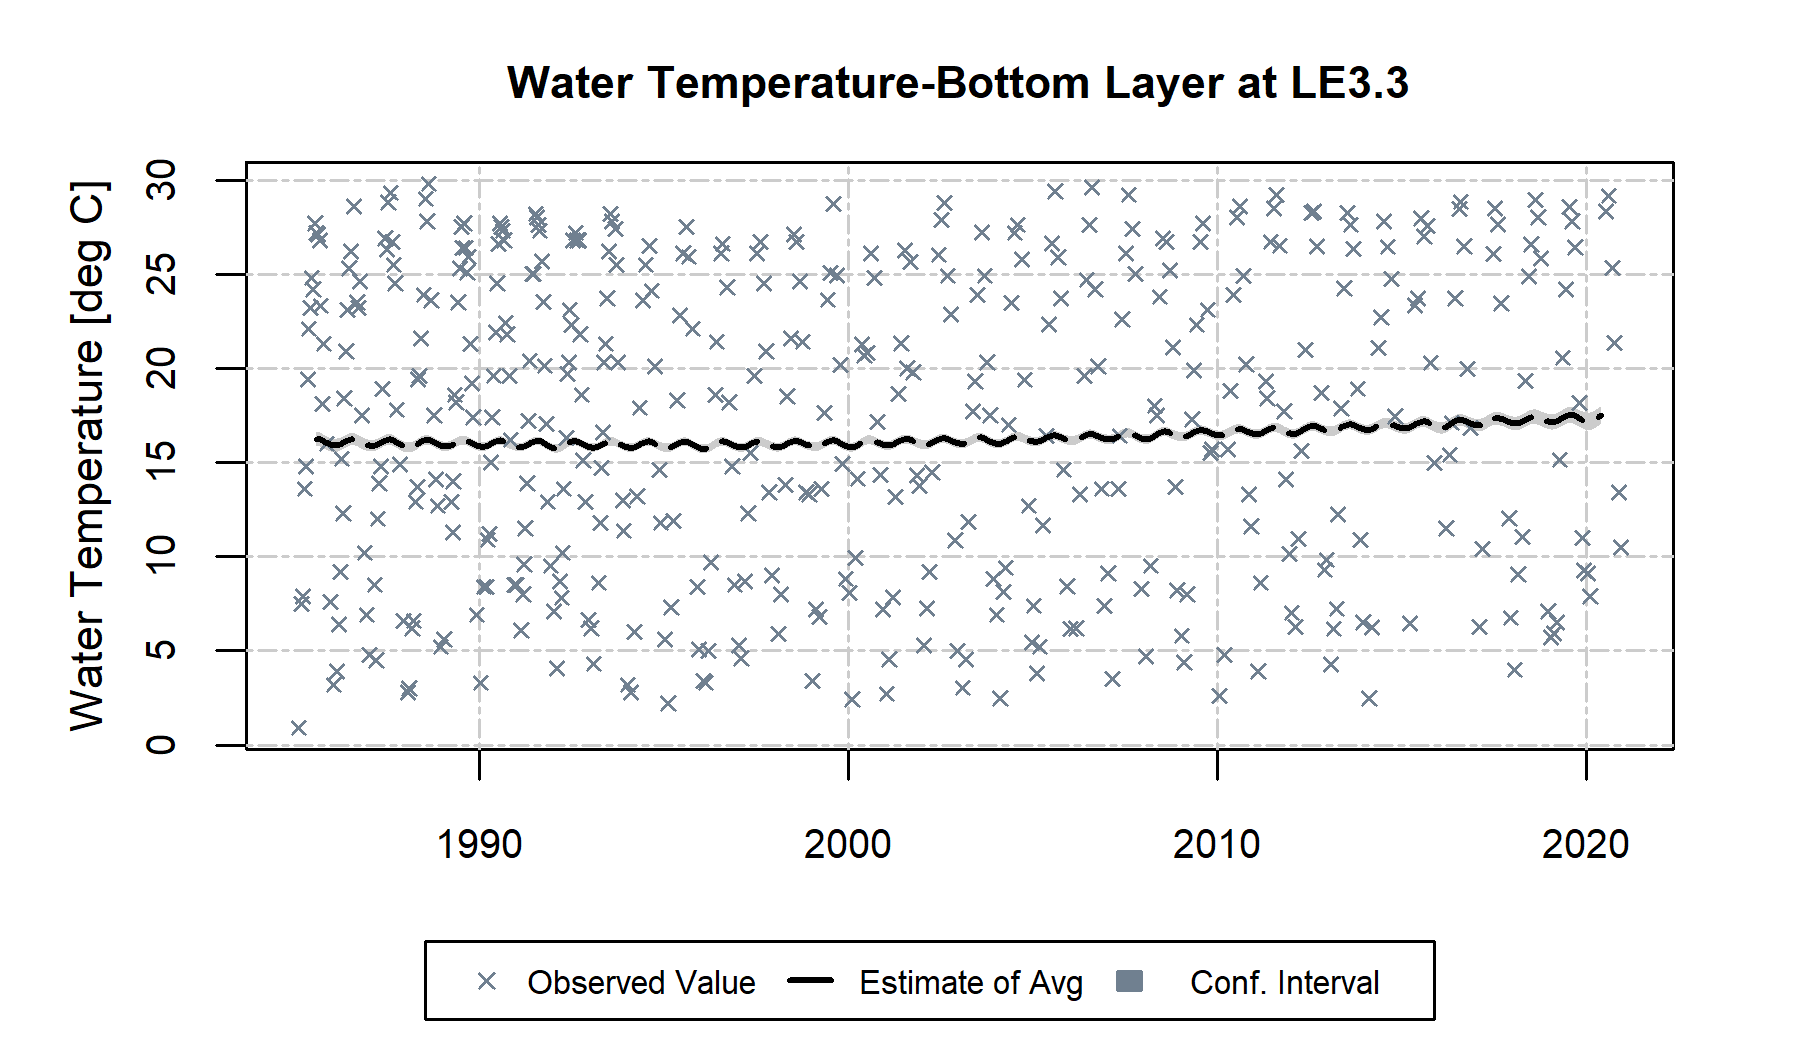 Water Temperature-Bottom Layer at LE3.3
Water Temperature [deg C]
30
25
20
15
10
5
0
1990 2000 2010 2020
Observed Value Estimate of Avg Conf. Interval